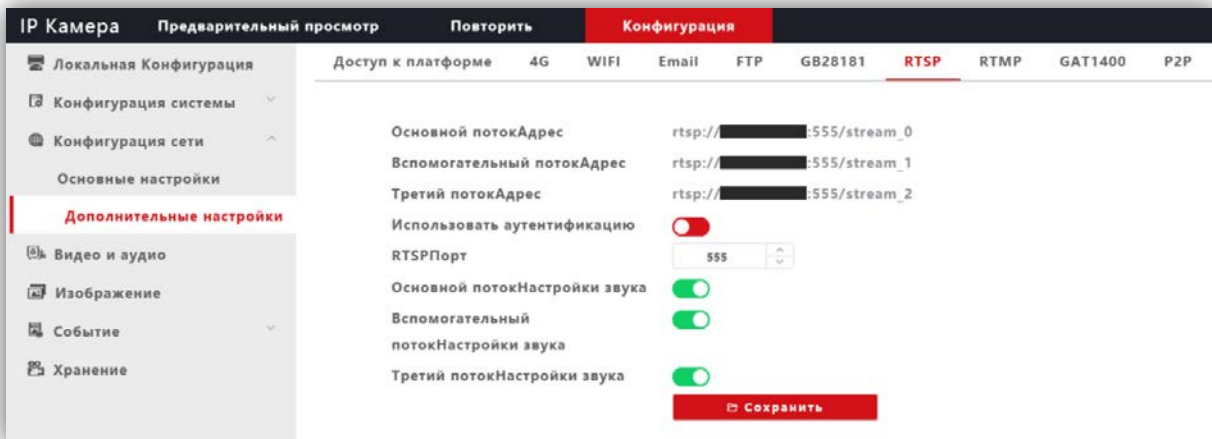 IP Камера Предварительный просмотр Повторить Конфигурация
Локальная Конфигурация
Конфигурация системы
Конфигурация сети
Основные настройки
Дополнительные настройки
Видео и аудио
Изображение
Событие
Хранение
Доступ к платформе 4G WIFI Email FTP GB28181 RTSP RTMP GAT1400 P2P
Основной потокАдрес rtsp:// :555/stream_0
Вспомогательный потокАдрес rtsp:// :555/stream_1
Третий потокАдрес rtsp:// :555/stream_2
Использовать аутентификацию
RTSPПорт 555
Основной потокНастройки звука
Вспомогательный
потокНастройки звука
Третий потокНастройки звука
Сохранить